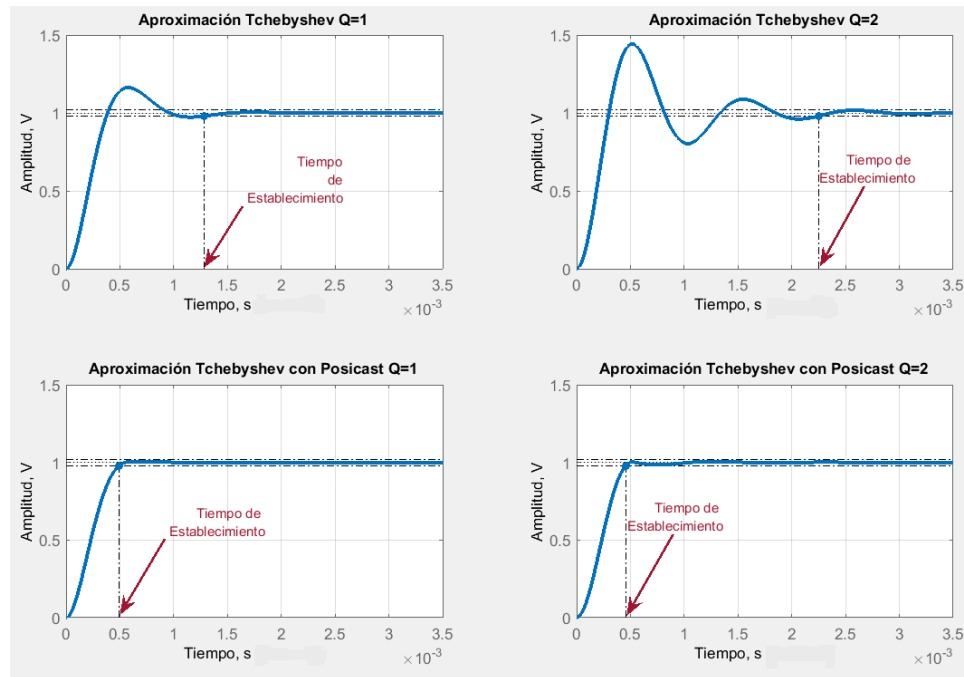 Aproximación Tchebyshev Q=1
1.5
1
0.5
0
Amplitud, V
Tiempo
de
Establecimiento
0 0.5 1 1.5 2 2.5 3 3.5
Tiempo, s
×10⁻³
Aproximación Tchebyshev Q=2
1.5
1
0.5
0
Amplitud, V
Tiempo de
Establecimiento
0 0.5 1 1.5 2 2.5 3 3.5
Tiempo, s
×10⁻³
Aproximación Tchebyshev con Posicast Q=1
1.5
1
0.5
0
Amplitud, V
Tiempo de
Establecimiento
0 0.5 1 1.5 2 2.5 3 3.5
Tiempo, s
×10⁻³
Aproximación Tchebyshev con Posicast Q=2
1.5
1
0.5
0
Amplitud, V
Tiempo de
Establecimiento
0 0.5 1 1.5 2 2.5 3 3.5
Tiempo, s
×10⁻³